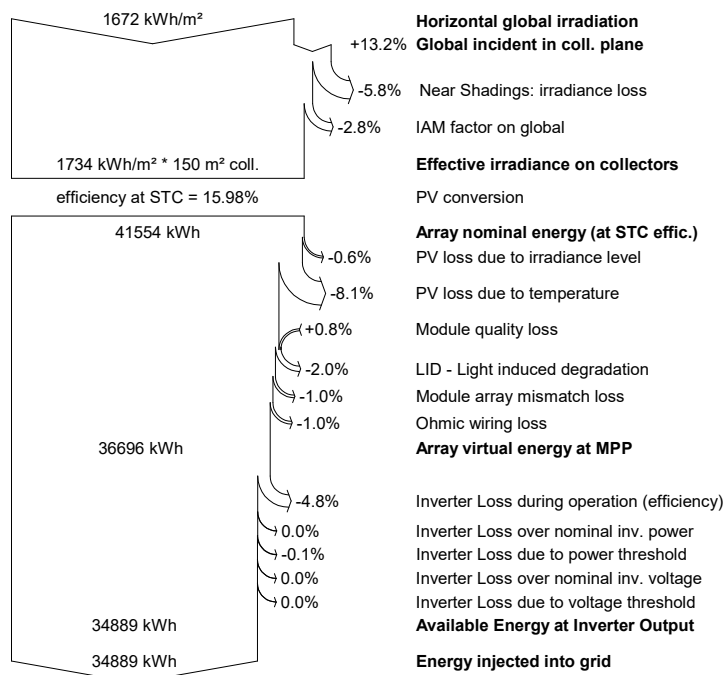 1672 kWh/m² Horizontal global irradiation
+13.2% Global incident in coll. plane
-5.8% Near Shadings: irradiance loss
-2.8% IAM factor on global
1734 kWh/m² * 150 m² coll. Effective irradiance on collectors
efficiency at STC = 15.98% PV conversion
41554 kWh Array nominal energy (at STC effic.)
-0.6% PV loss due to irradiance level
-8.1% PV loss due to temperature
+0.8% Module quality loss
-2.0% LID - Light induced degradation
-1.0% Module array mismatch loss
-1.0% Ohmic wiring loss
36696 kWh Array virtual energy at MPP
-4.8% Inverter Loss during operation (efficiency)
0.0% Inverter Loss over nominal inv. power
-0.1% Inverter Loss due to power threshold
0.0% Inverter Loss over nominal inv. voltage
0.0% Inverter Loss due to voltage threshold
34889 kWh Available Energy at Inverter Output
34889 kWh Energy injected into grid